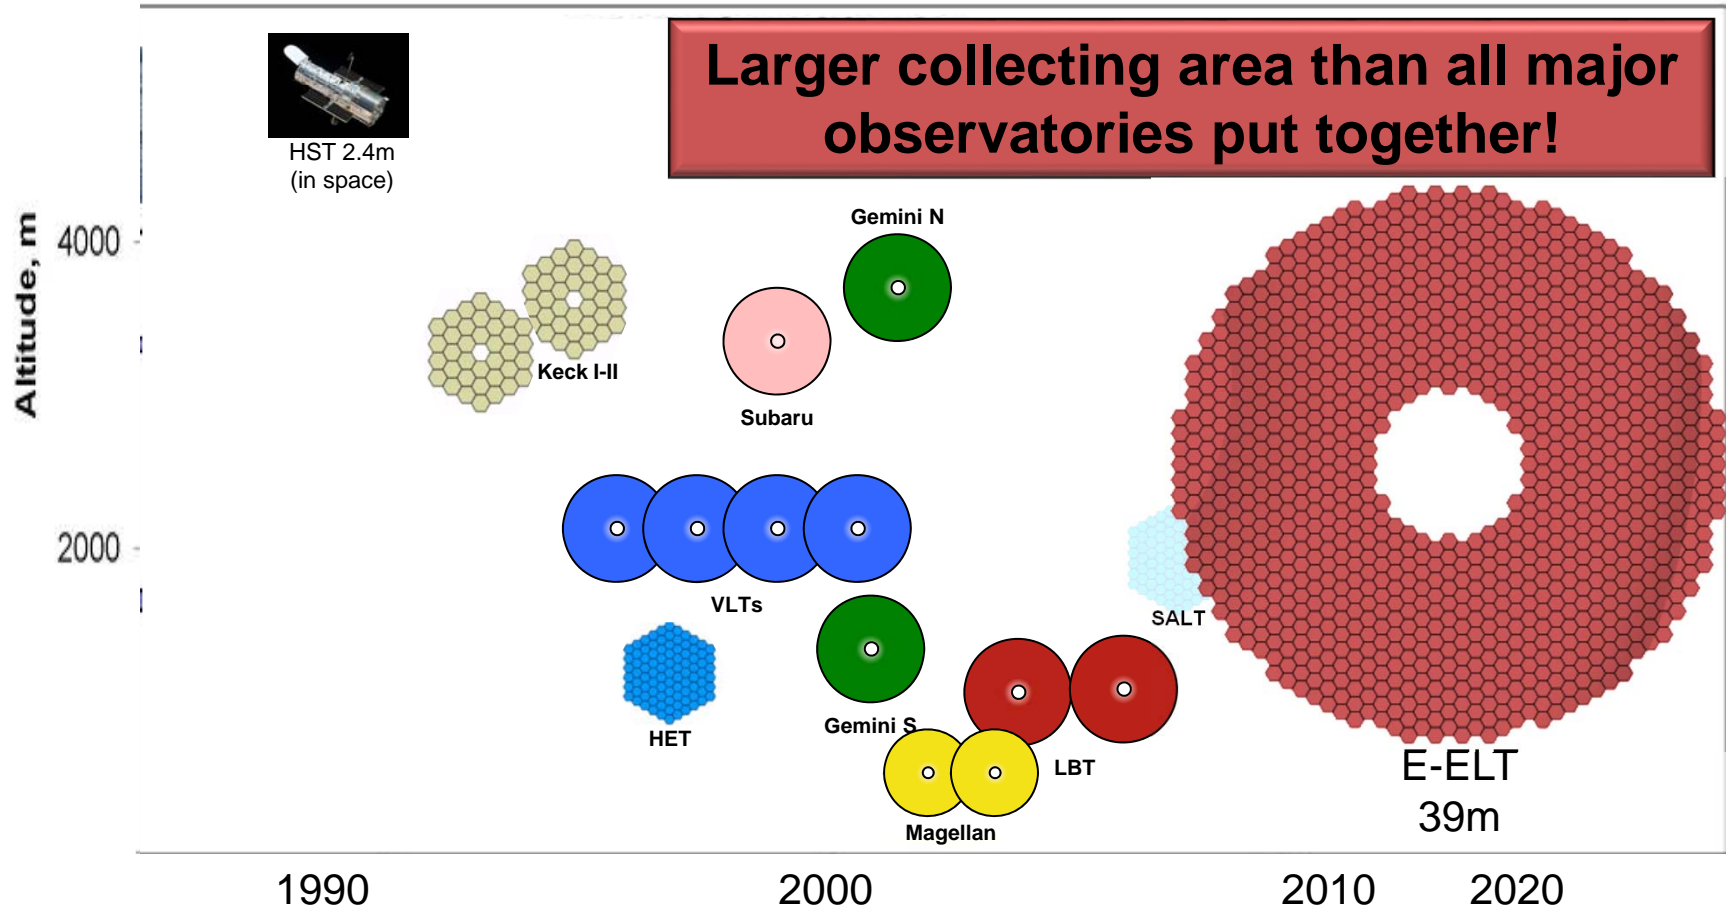 Larger collecting area than all major
observatories put together!
HST 2.4m
(in space)
Altitude, m
4000
2000
Gemini N
Keck I-II
Subaru
VLTs
SALT
HET
Gemini S
LBT
Magellan
E-ELT
39m
1990
2000
2010
2020